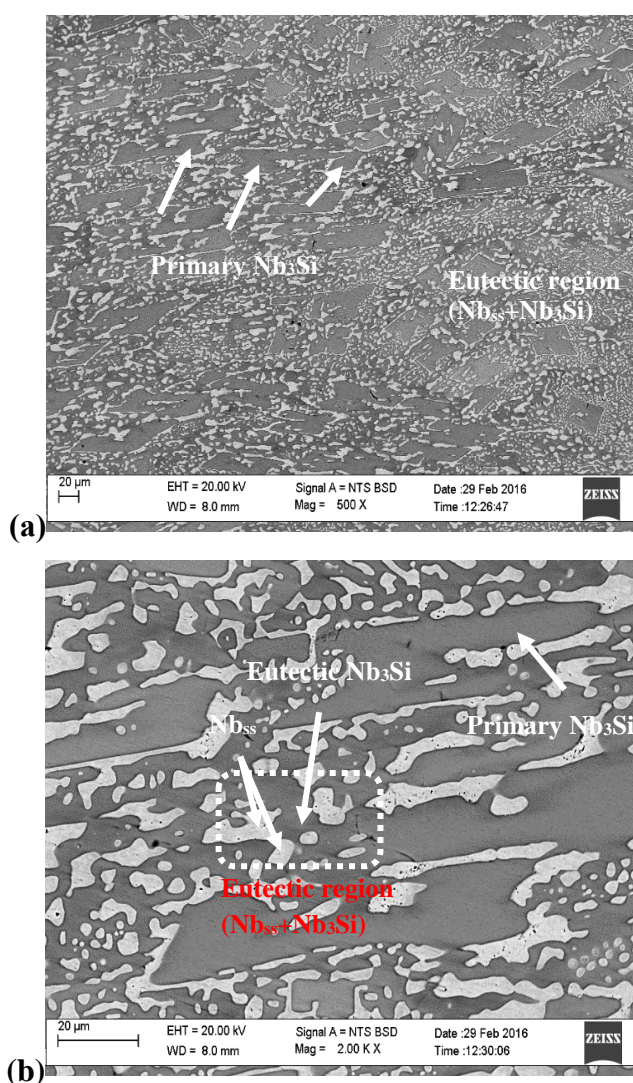 Primary Nb₃Si
Eutectic region
(Nbss+Nb₃Si)
20 µm
EHT = 20.00 kV
WD = 8.0 mm
Signal A = NTS BSD
Mag = 500 X
Date :29 Feb 2016
Time :12:26:47
ZEISS
(a)
Eutectic Nb₃Si
Nbss
Primary Nb₃Si
Eutectic region
(Nbss+Nb₃Si)
20 µm
EHT = 20.00 kV
WD = 8.0 mm
Signal A = NTS BSD
Mag = 2.00 K X
Date :29 Feb 2016
Time :12:30:06
ZEISS
(b)